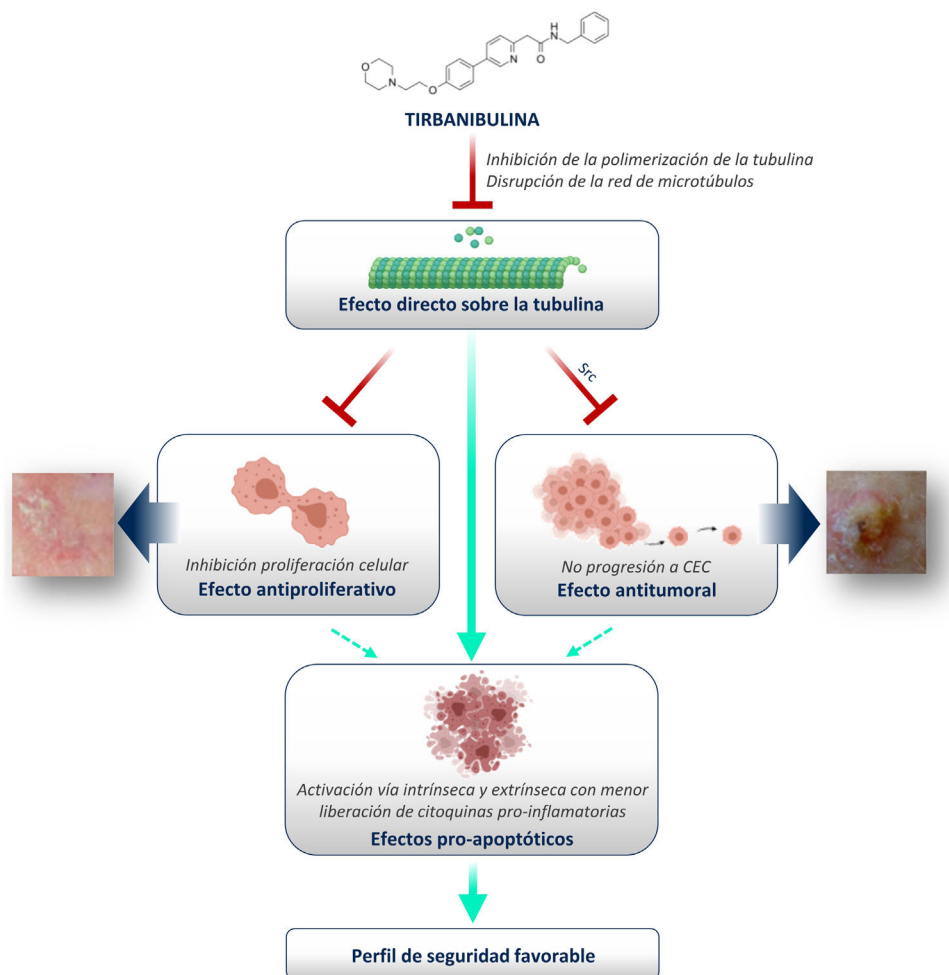 H
N
O
N
O
N
O
TIRBANIBULINA
Inhibición de la polimerización de la tubulina
Disrupción de la red de microtúbulos
Efecto directo sobre la tubulina
Src
Inhibición proliferación celular
Efecto antiproliferativo
No progresión a CEC
Efecto antitumoral
Activación vía intrínseca y extrínseca con menor
liberación de citoquinas pro-inflamatorias
Efectos pro-apoptóticos
Perfil de seguridad favorable